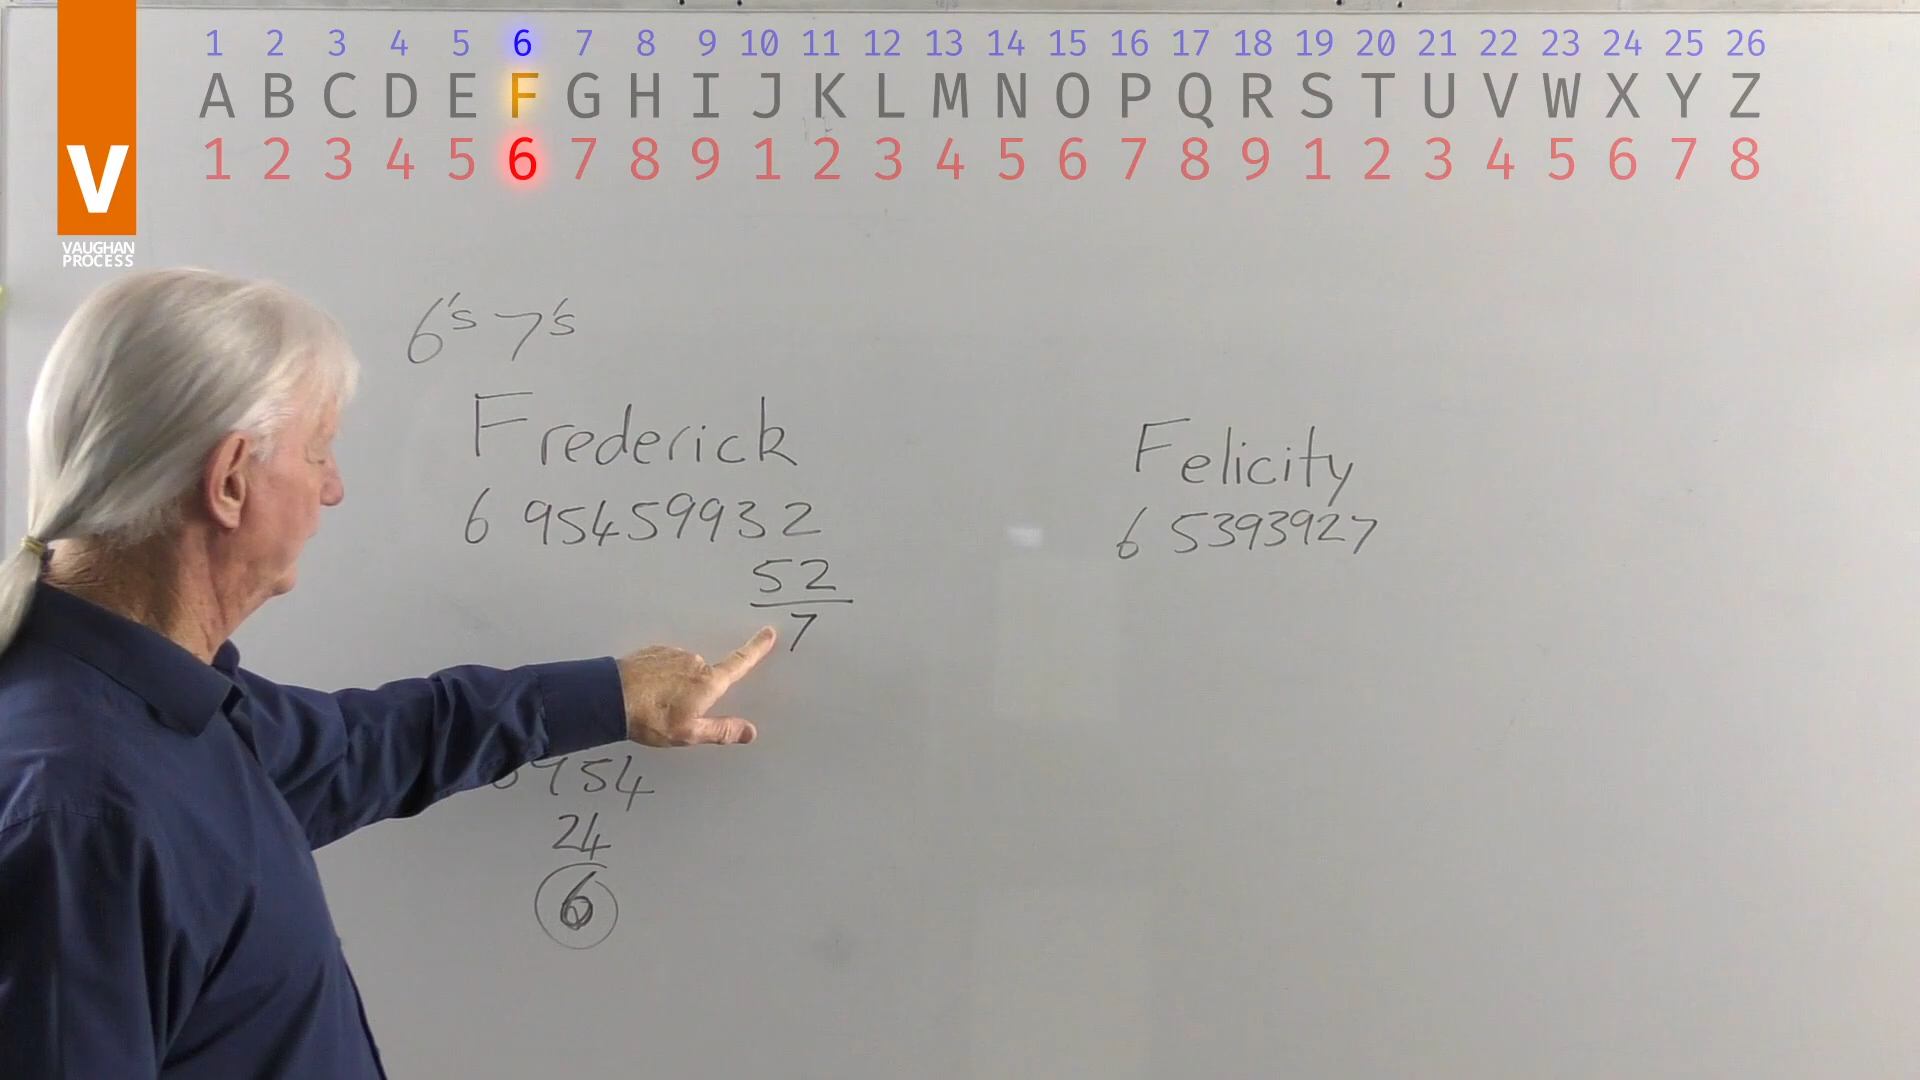 1 2 3 4 5 6 7 8 9 10 11 12 13 14 15 16 17 18 19 20 21 22 23 24 25 26
A B C D E F G H I J K L M N O P Q R S T U V W X Y Z
1 2 3 4 5 6 7 8 9 1 2 3 4 5 6 7 8 9 1 2 3 4 5 6 7 8
V
VAUGHAN
PROCESS
6's 7's
Frederick
6 95459932
52
7
954
24
6
Felicity
6 5393927